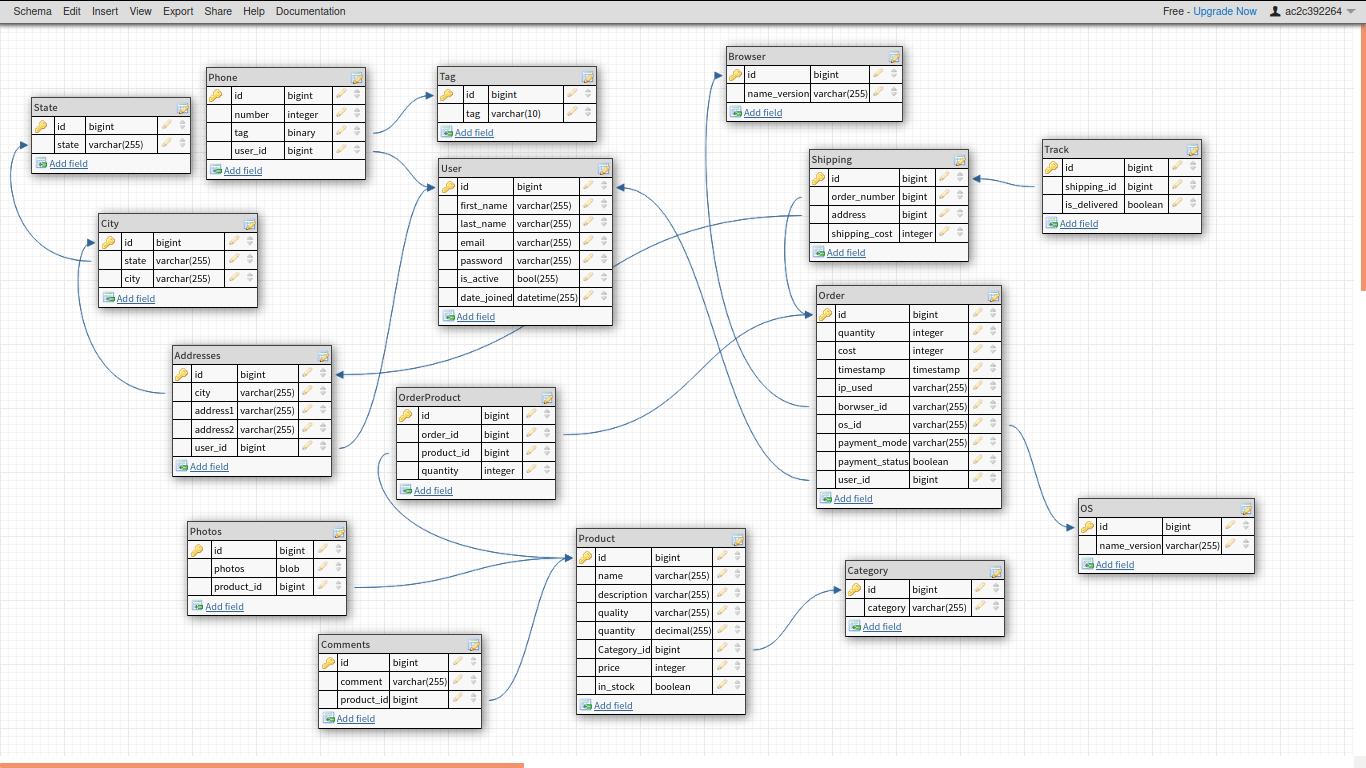 Schema Edit Insert View Export Share Help Documentation Free - Upgrade Now ac2c392264
State
id bigint
state varchar(255)
Add field
Phone
id bigint
number integer
tag binary
user_id bigint
Add field
Tag
id bigint
tag varchar(10)
Add field
Browser
id bigint
name_version varchar(255)
Add field
User
id bigint
first_name varchar(255)
last_name varchar(255)
email varchar(255)
password varchar(255)
is_active bool(255)
date_joined datetime(255)
Add field
Shipping
id bigint
order_number bigint
address bigint
shipping_cost integer
Add field
Track
id bigint
shipping_id bigint
is_delivered boolean
Add field
City
id bigint
state varchar(255)
city varchar(255)
Add field
Order
id bigint
quantity integer
cost integer
timestamp timestamp
ip_used varchar(255)
borwser_id varchar(255)
os_id varchar(255)
payment_mode varchar(255)
payment_status boolean
user_id bigint
Add field
Addresses
id bigint
city varchar(255)
address1 varchar(255)
address2 varchar(255)
user_id bigint
Add field
OrderProduct
id bigint
order_id bigint
product_id bigint
quantity integer
Add field
OS
id bigint
name_version varchar(255)
Add field
Photos
id bigint
photos blob
product_id bigint
Add field
Product
id bigint
name varchar(255)
description varchar(255)
quality varchar(255)
quantity decimal(255)
Category_id bigint
price integer
in_stock boolean
Add field
Category
id bigint
category varchar(255)
Add field
Comments
id bigint
comment varchar(255)
product_id bigint
Add field